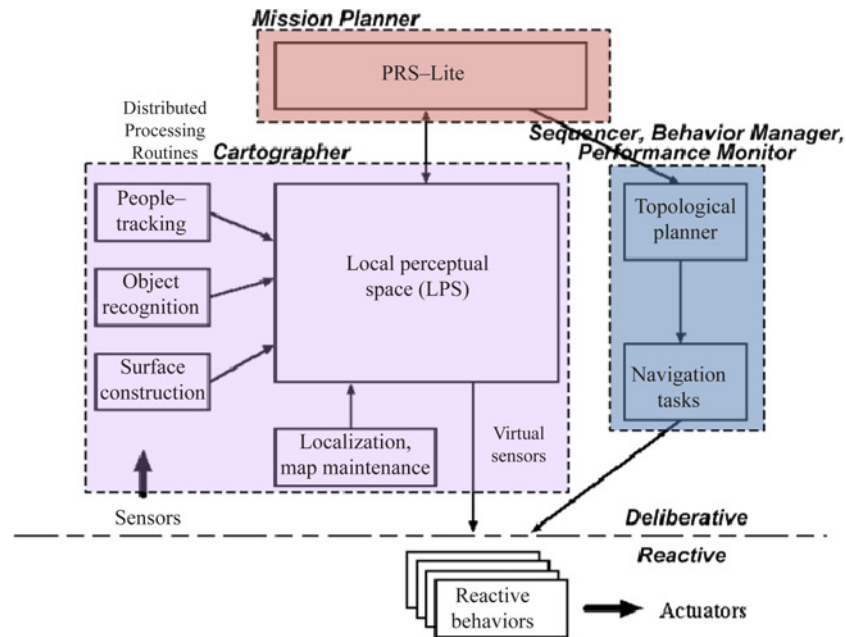 Mission Planner
PRS–Lite
Distributed
Processing
Routines
Cartographer
Sequencer, Behavior Manager,
Performance Monitor
People–
tracking
Object
recognition
Surface
construction
Local perceptual
space (LPS)
Topological
planner
Navigation
tasks
Localization,
map maintenance
Virtual
sensors
Sensors
Deliberative
Reactive
Reactive
behaviors
Actuators